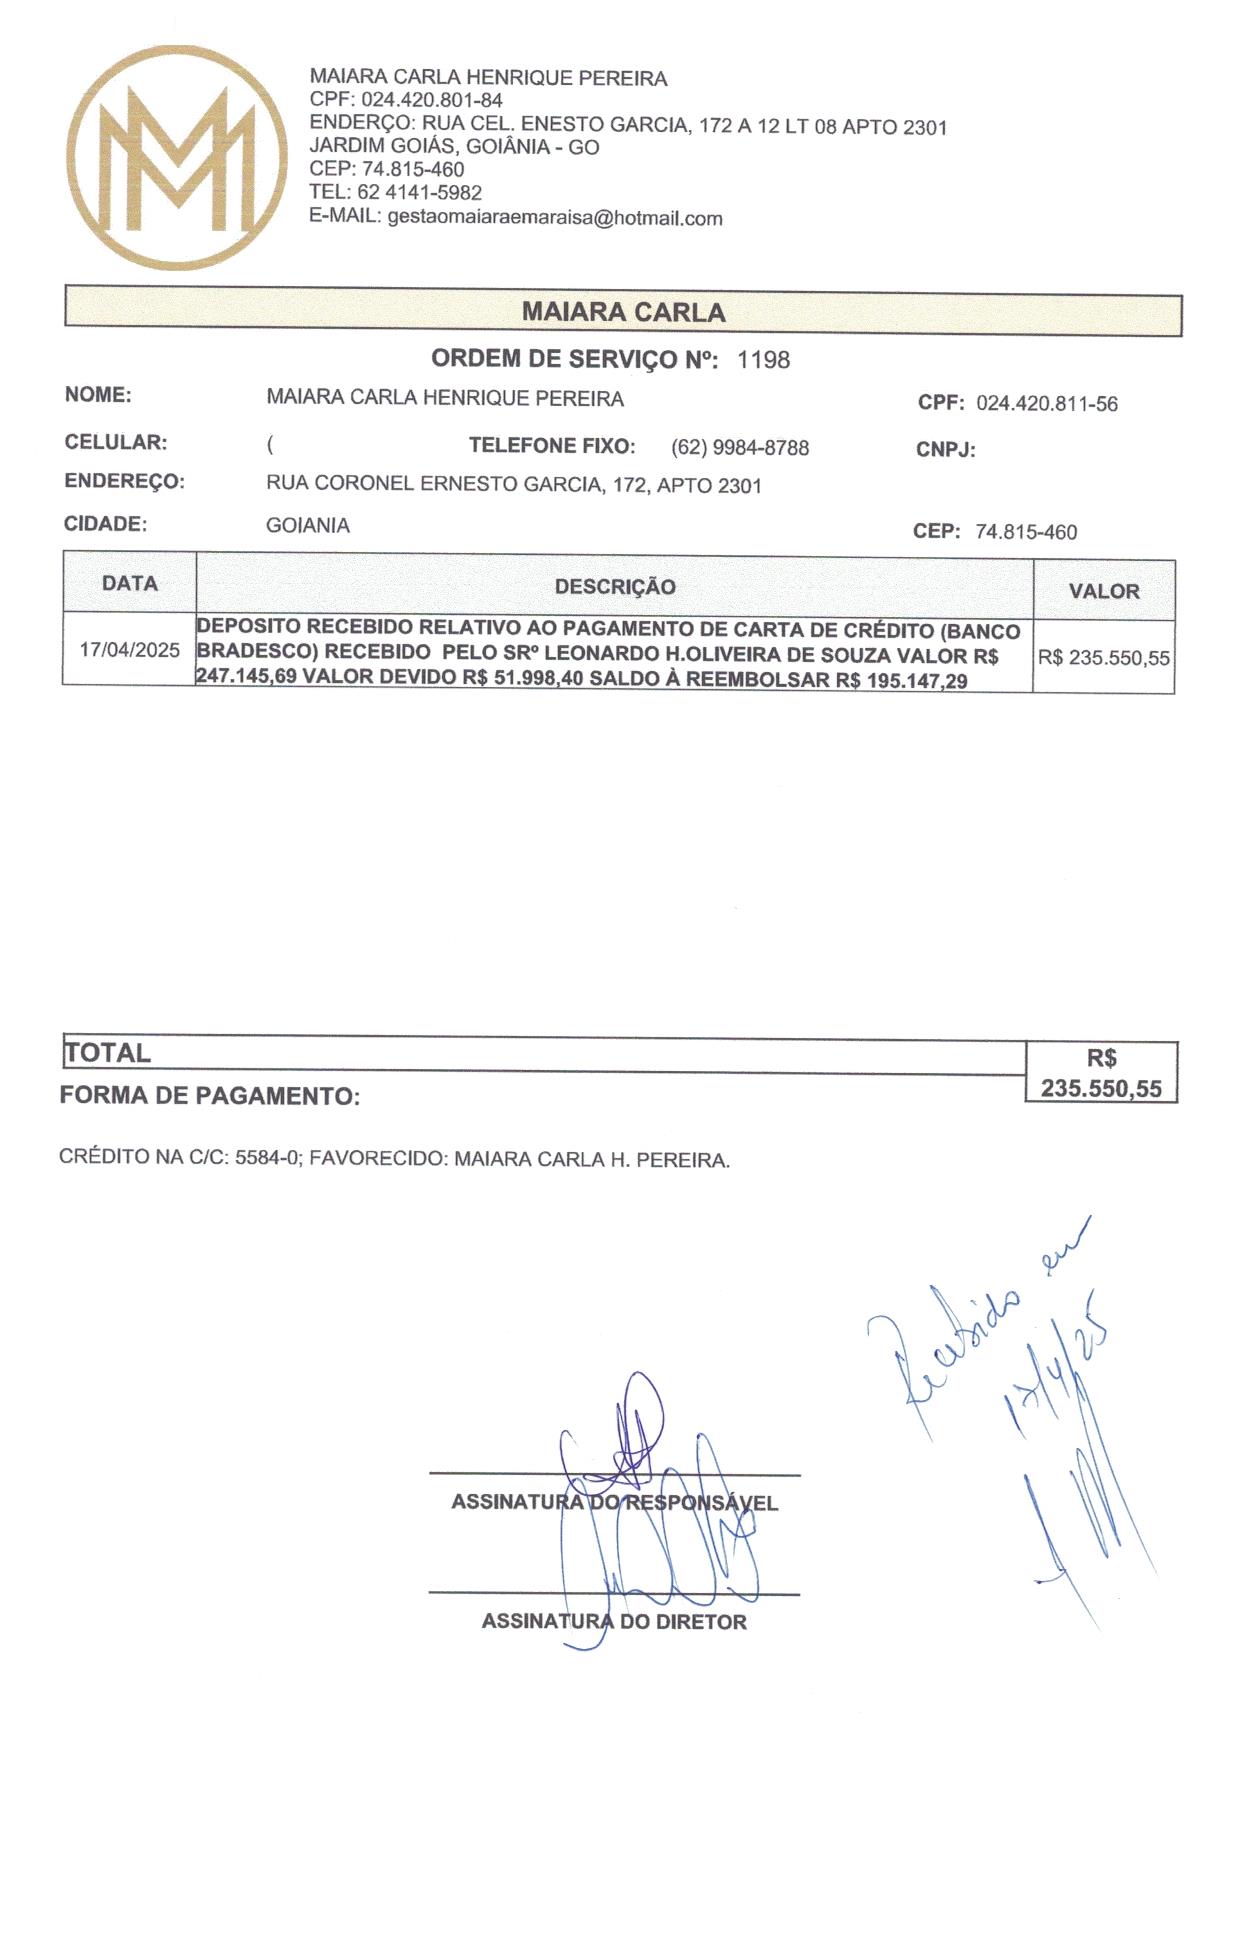 MM
MAIARA CARLA HENRIQUE PEREIRA
CPF: 024.420.801-84
ENDERÇO: RUA CEL. ENESTO GARCIA, 172 A 12 LT 08 APTO 2301
JARDIM GOIÁS, GOIÂNIA - GO
CEP: 74.815-460
TEL: 62 4141-5982
E-MAIL: gestaomaiaraemaraisa@hotmail.com
MAIARA CARLA
ORDEM DE SERVIÇO Nº: 1198
NOME: MAIARA CARLA HENRIQUE PEREIRA CPF: 024.420.811-56
CELULAR: ( TELEFONE FIXO: (62) 9984-8788 CNPJ:
ENDEREÇO: RUA CORONEL ERNESTO GARCIA, 172, APTO 2301
CIDADE: GOIANIA CEP: 74.815-460
DATA DESCRIÇÃO VALOR
DEPOSITO RECEBIDO RELATIVO AO PAGAMENTO DE CARTA DE CRÉDITO (BANCO
17/04/2025 BRADESCO) RECEBIDO PELO SRº LEONARDO H.OLIVEIRA DE SOUZA VALOR R$ R$ 235.550,55
247.145,69 VALOR DEVIDO R$ 51.998,40 SALDO À REEMBOLSAR R$ 195.147,29
TOTAL R$
235.550,55
FORMA DE PAGAMENTO:
CRÉDITO NA C/C: 5584-0; FAVORECIDO: MAIARA CARLA H. PEREIRA.
Recebido em
17/4/25
ASSINATURA DO RESPONSÁVEL
ASSINATURA DO DIRETOR